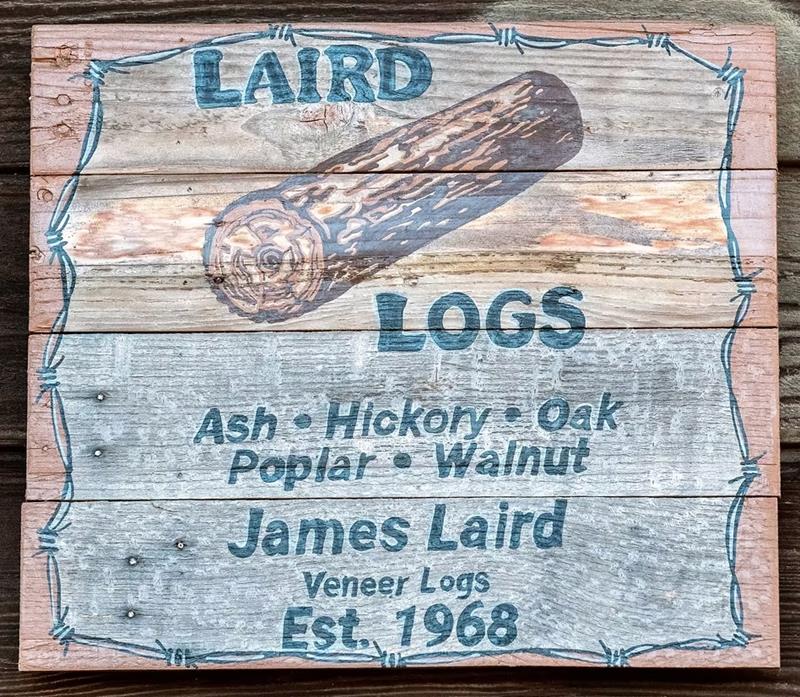 LAIRD
LOGS
Ash • Hickory • Oak
Poplar • Walnut
James Laird
Veneer Logs
Est. 1968